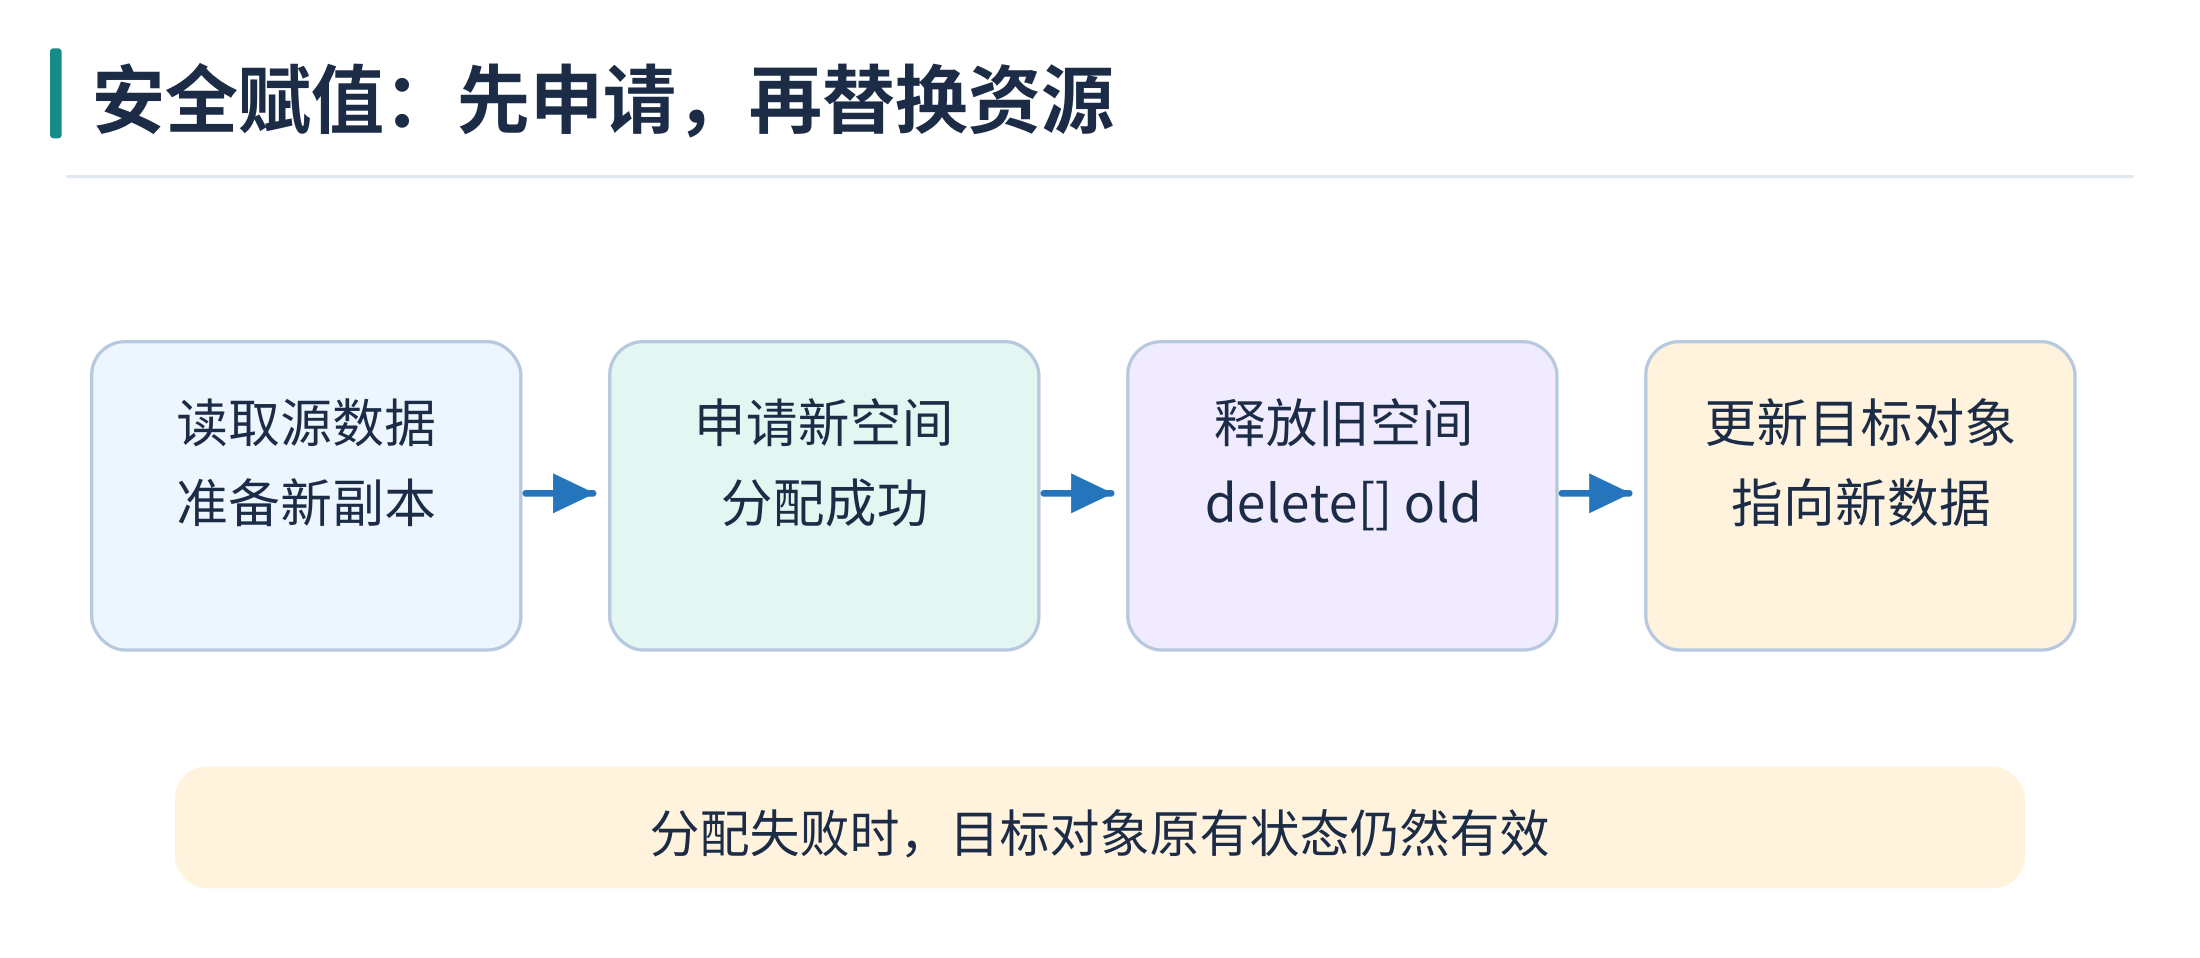 安全赋值：先申请，再替换资源
读取源数据
准备新副本
申请新空间
分配成功
释放旧空间
delete[] old
更新目标对象
指向新数据
分配失败时，目标对象原有状态仍然有效